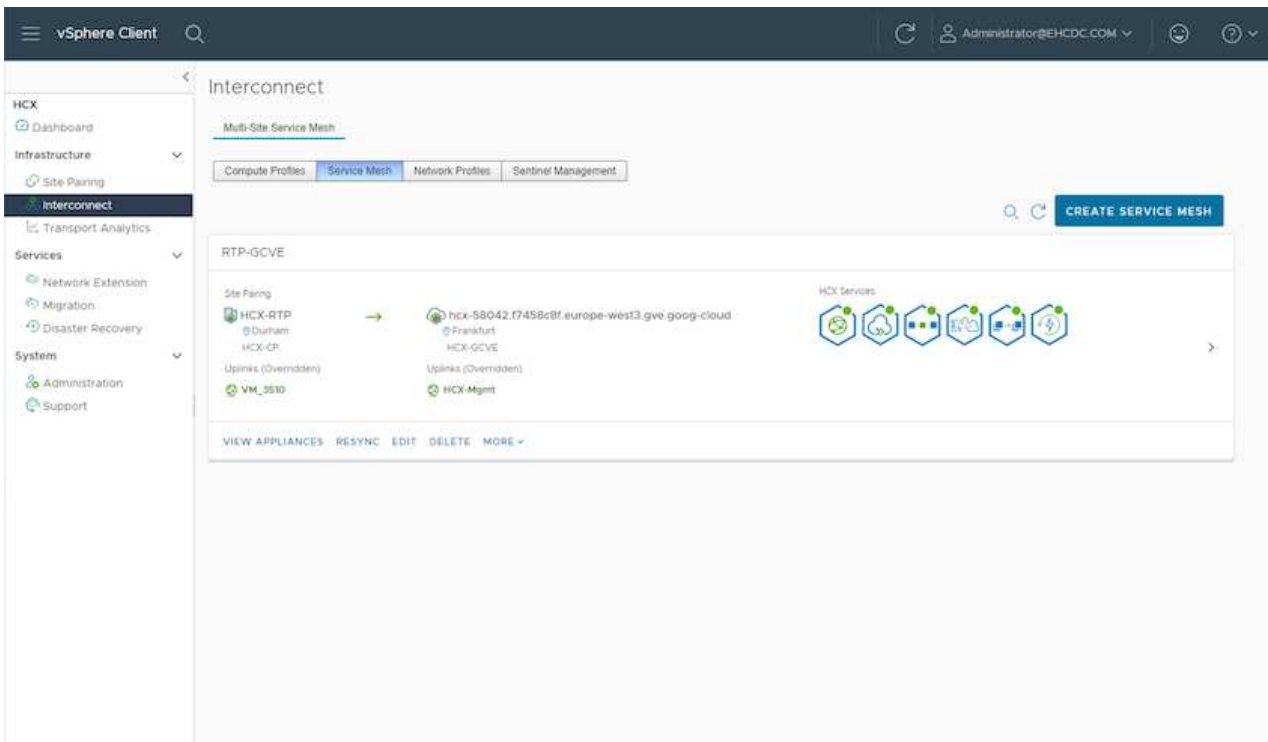 vSphere Client
Administrator@EHCDC.COM
HCX
Dashboard
Infrastructure
Site Pairing
Interconnect
Transport Analytics
Services
Network Extension
Migration
Disaster Recovery
System
Administration
Support
Interconnect
Multi-Site Service Mesh
Compute Profiles Service Mesh Network Profiles Sentinel Management
CREATE SERVICE MESH
RTP-GCVE
Site Pairing
HCX-RTP
Durham
HCX-CP
Uplinks (Overridden)
VM_3510
hcx-58042.f7458c8f.europe-west3.gve.goog-cloud
Frankfurt
HCX-GCVE
Uplinks (Overridden)
HCX-Mgmt
HCX Services
VIEW APPLIANCES RESYNC EDIT DELETE MORE